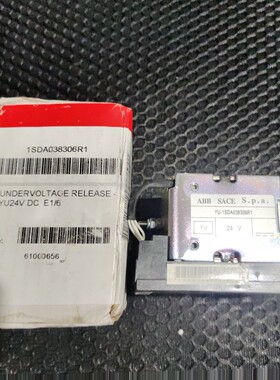 1SDA038306R1
UNDERVOLTAGE RELEASE -
YU24V DC E1/6
61000656
ABB SACE S.p.a.
YU-1SDA038306R1
YU
24 V